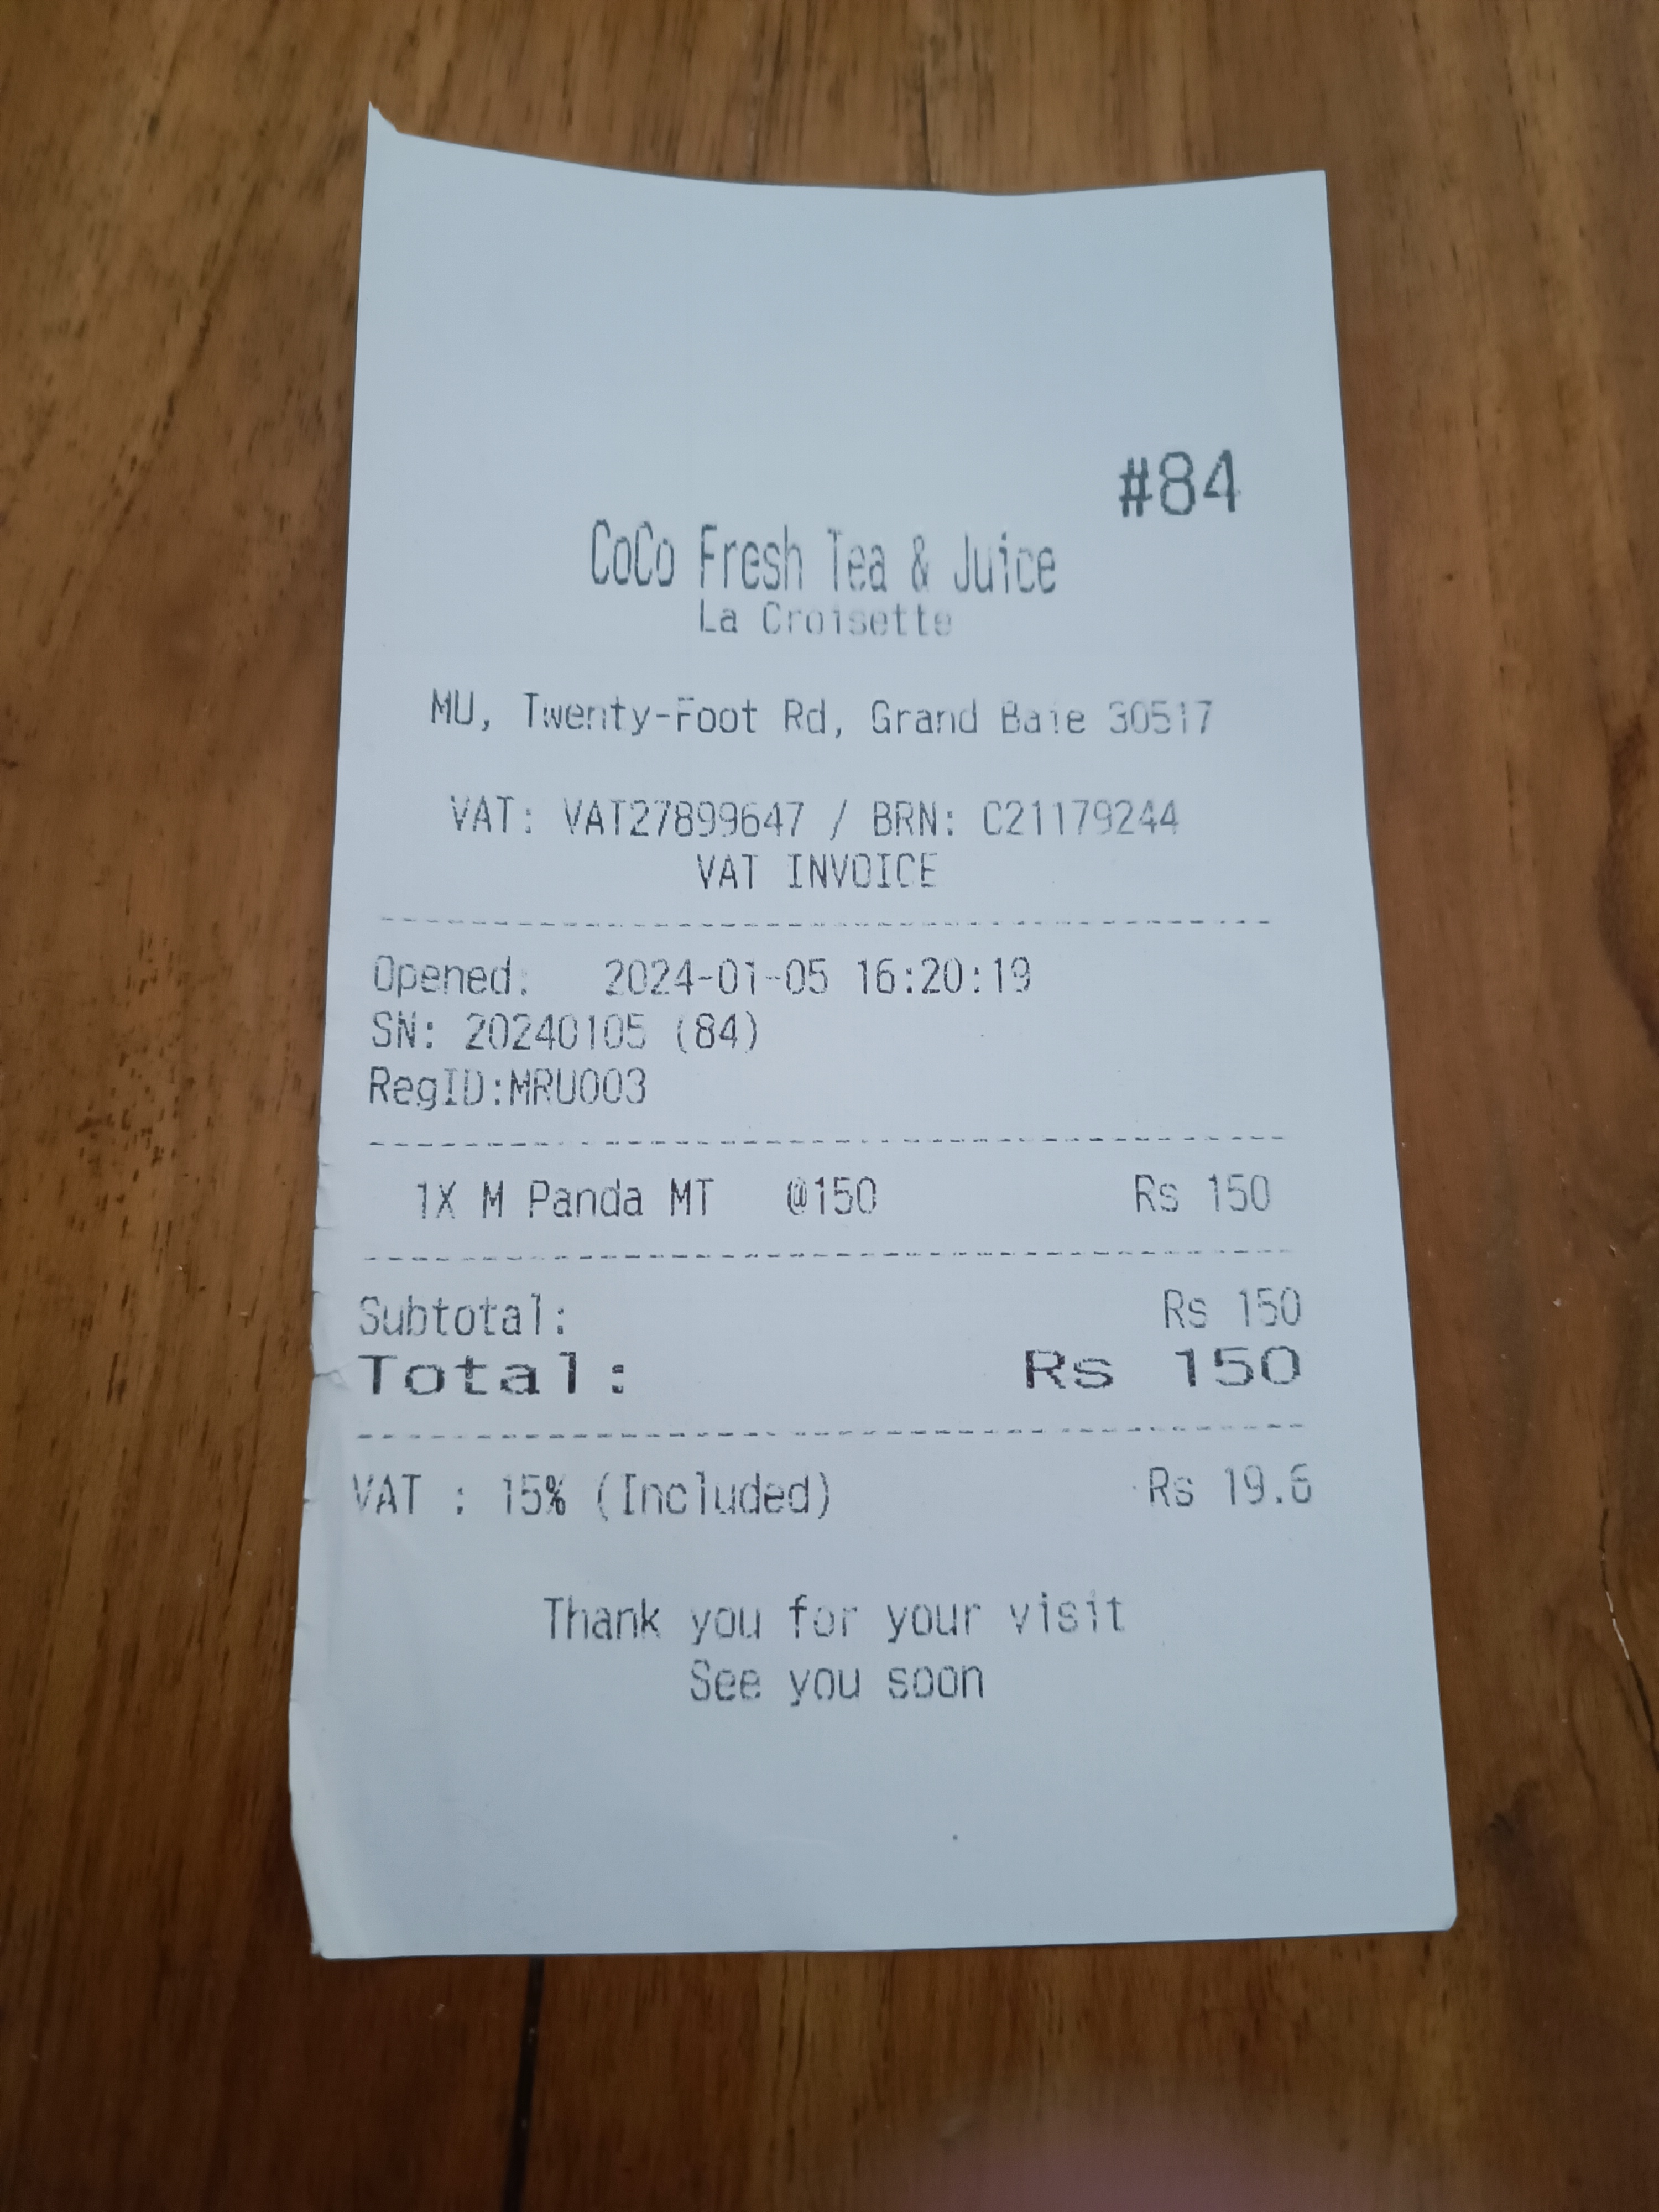 #84
CoCo Fresh Tea & Juice
La Croisette
MU, Twenty-Foot Rd, Grand Baie 30517
VAT: VAT27899647 / BRN: C21179244
VAT INVOICE
Opened: 2024-01-05 16:20:19
SN: 20240105 (84)
RegID:MRU003
1X M Panda MT @150 Rs 150
Subtotal: Rs 150
Total: Rs 150
VAT : 15% (Included) Rs 19.6
Thank you for your visit
See you soon